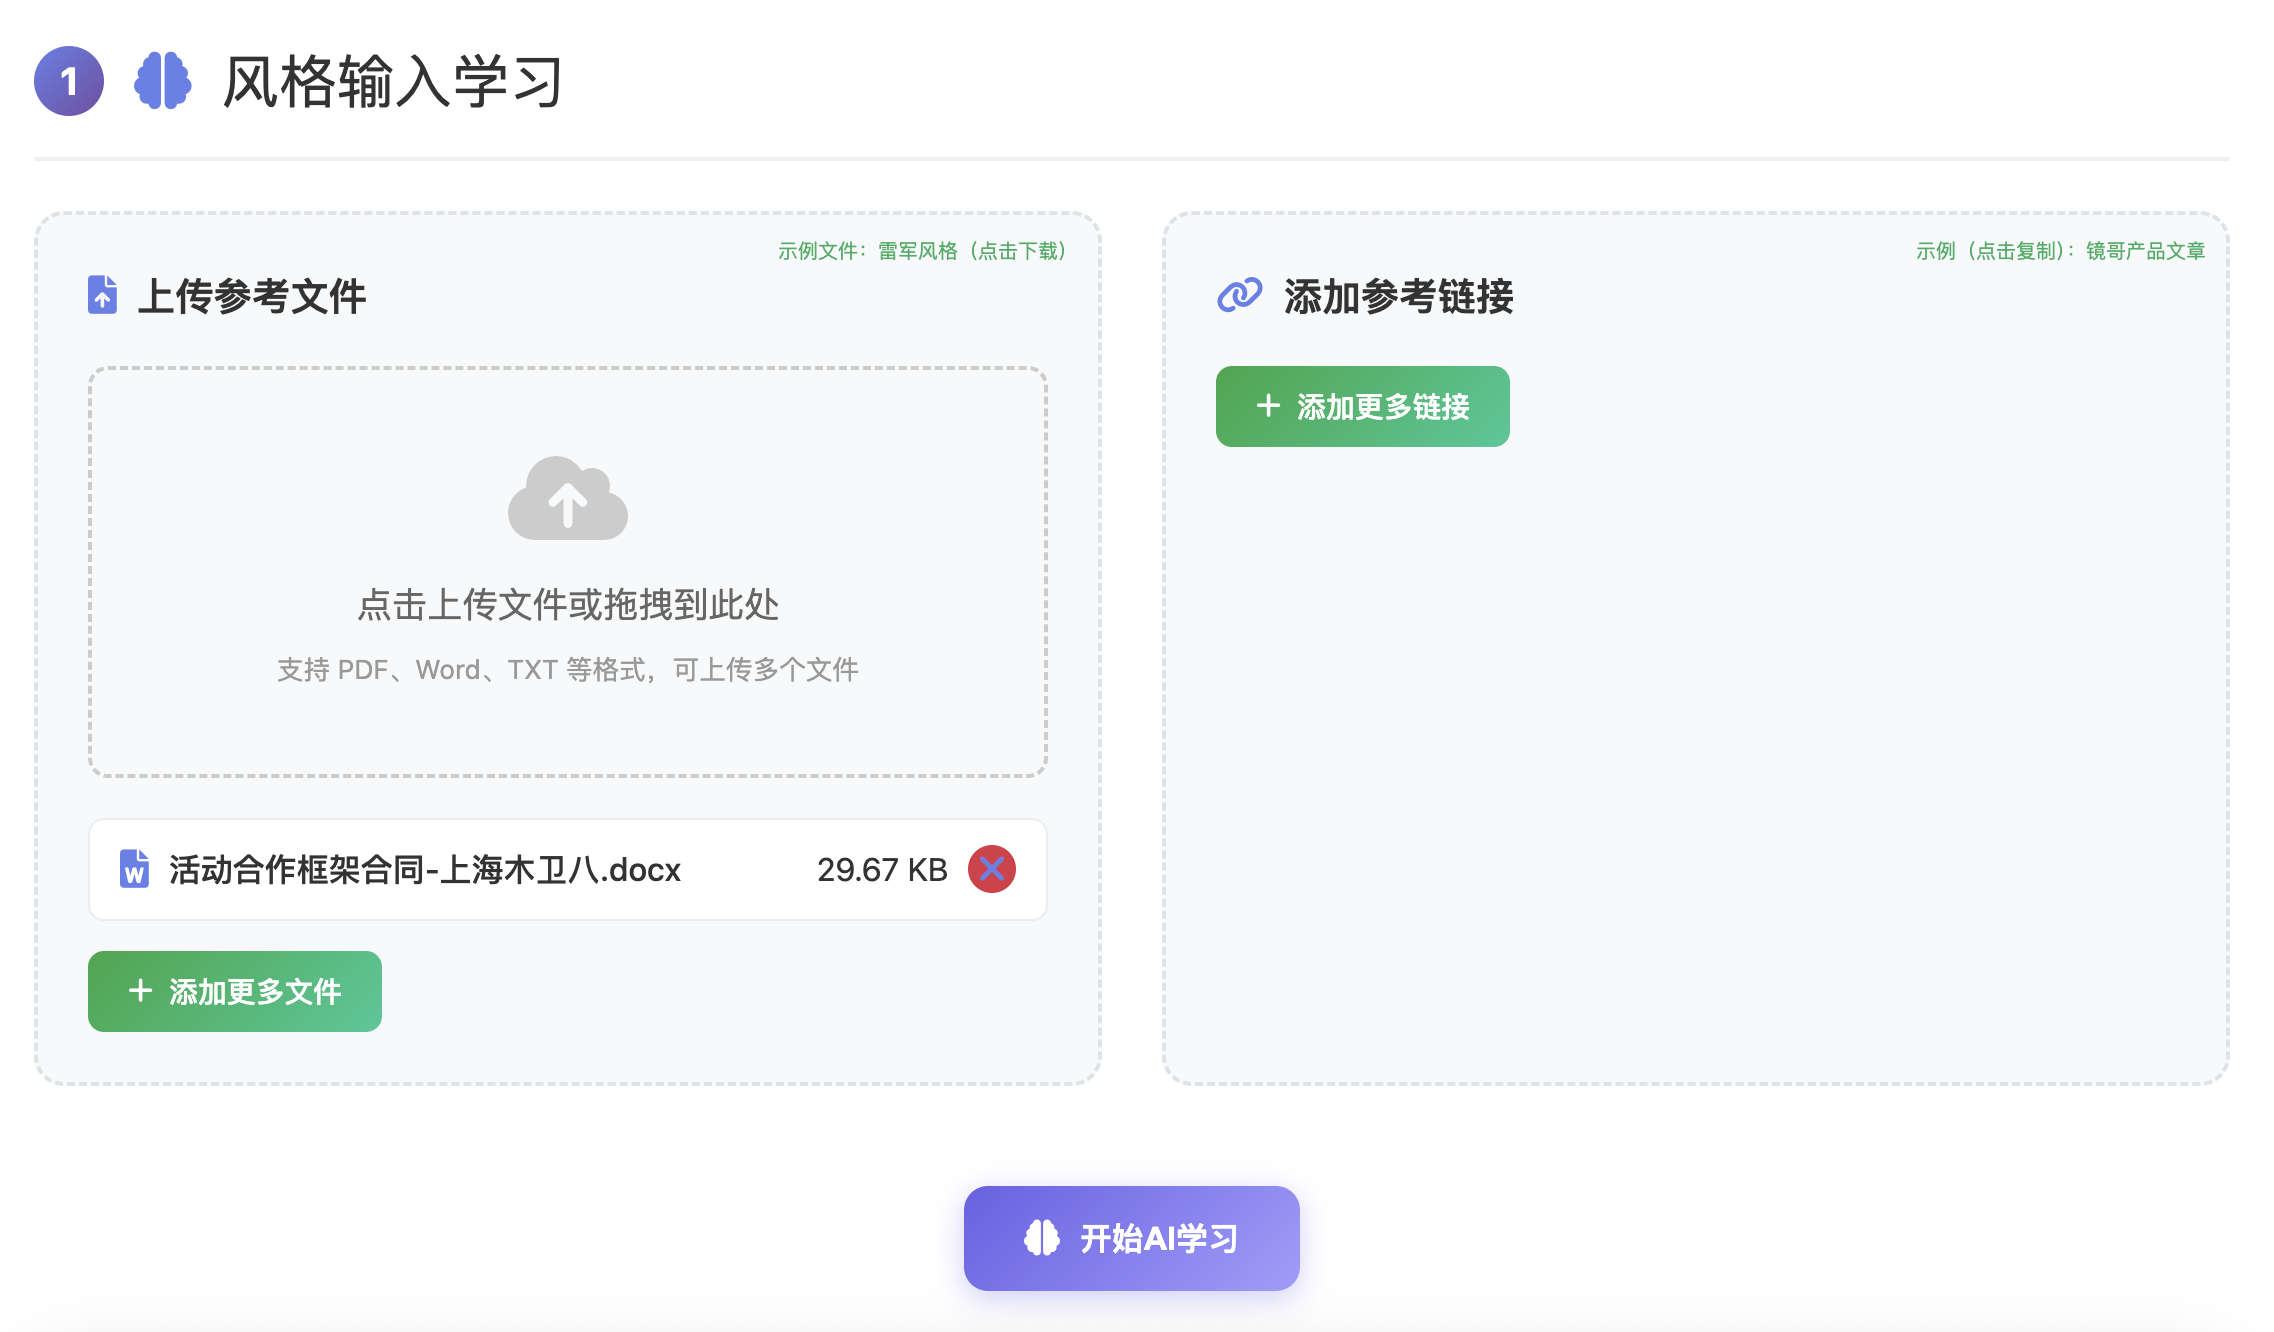 1 风格输入学习
示例文件：雷军风格（点击下载）
上传参考文件
点击上传文件或拖拽到此处
支持 PDF、Word、TXT 等格式，可上传多个文件
W 活动合作框架合同-上海木卫八.docx 29.67 KB
+ 添加更多文件
示例（点击复制）：镜哥产品文章
添加参考链接
+ 添加更多链接
开始AI学习